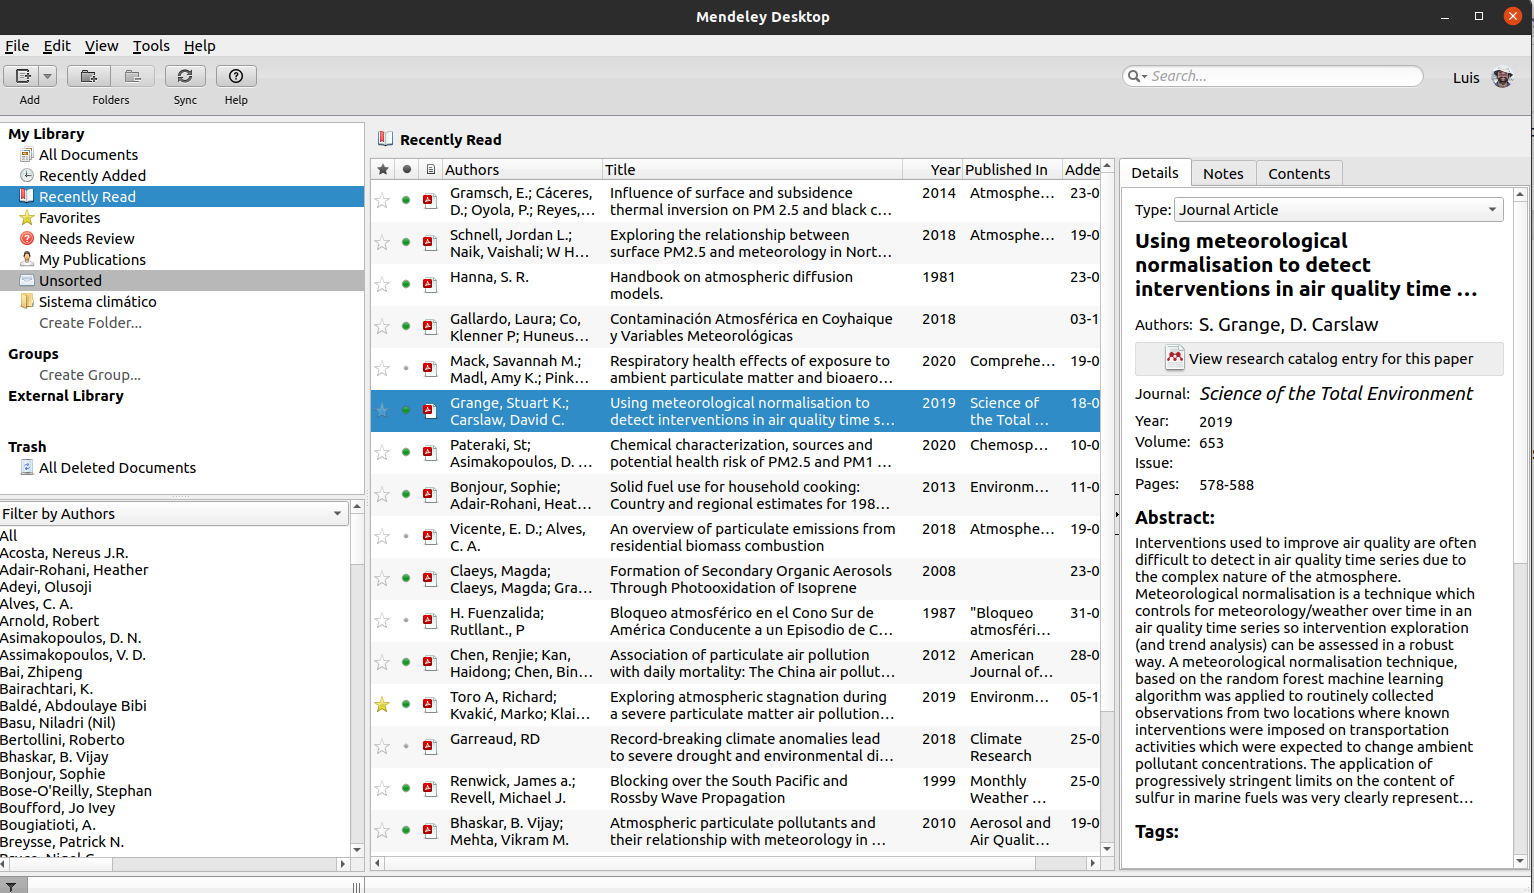 Mendeley Desktop
File Edit View Tools Help
Add Folders Sync Help
Search...
Luis
My Library
All Documents
Recently Added
Recently Read
Favorites
Needs Review
My Publications
Unsorted
Sistema climático
Create Folder...
Groups
Create Group...
External Library
Trash
All Deleted Documents
Filter by Authors
All
Acosta, Nereus J.R.
Adair-Rohani, Heather
Adeyi, Olusoji
Alves, C. A.
Arnold, Robert
Asimakopoulos, D. N.
Assimakopoulos, V. D.
Bai, Zhipeng
Bairachtari, K.
Baldé, Abdoulaye Bibi
Basu, Niladri (Nil)
Bertollini, Roberto
Bhaskar, B. Vijay
Bonjour, Sophie
Bose-O'Reilly, Stephan
Boufford, Jo Ivey
Bougiatioti, A.
Breysse, Patrick N.
Recently Read
Authors Title Year Published In Adde
Gramsch, E.; Cáceres, Influence of surface and subsidence 2014 Atmosphe... 23-0
D.; Oyola, P.; Reyes,... thermal inversion on PM 2.5 and black c...
Schnell, Jordan L.; Exploring the relationship between 2018 Atmosphe... 19-0
Naik, Vaishali; W H... surface PM2.5 and meteorology in Nort...
Hanna, S. R. Handbook on atmospheric diffusion 1981 23-0
models.
Gallardo, Laura; Co, Contaminación Atmosférica en Coyhaique 2018 03-1
Klenner P; Huneus... y Variables Meteorológicas
Mack, Savannah M.; Respiratory health effects of exposure to 2020 Comprehe... 19-0
Madl, Amy K.; Pink... ambient particulate matter and bioaero...
Grange, Stuart K.; Using meteorological normalisation to 2019 Science of 18-0
Carslaw, David C. detect interventions in air quality time s... the Total ...
Pateraki, St; Chemical characterization, sources and 2020 Chemosp... 10-0
Asimakopoulos, D. ... potential health risk of PM2.5 and PM1 ...
Bonjour, Sophie; Solid fuel use for household cooking: 2013 Environm... 11-0
Adair-Rohani, Heat... Country and regional estimates for 198...
Vicente, E. D.; Alves, An overview of particulate emissions from 2018 Atmosphe... 19-0
C. A. residential biomass combustion
Claeys, Magda; Formation of Secondary Organic Aerosols 2008 23-0
Claeys, Magda; Gra... Through Photooxidation of Isoprene
H. Fuenzalida; Bloqueo atmosférico en el Cono Sur de 1987 "Bloqueo 31-0
Rutllant., P América Conducente a un Episodio de C... atmosféri...
Chen, Renjie; Kan, Association of particulate air pollution 2012 American 28-0
Haidong; Chen, Bin... with daily mortality: The China air pollut... Journal of...
Toro A, Richard; Exploring atmospheric stagnation during 2019 Environm... 05-1
Kvakić, Marko; Klai... a severe particulate matter air pollution...
Garreaud, RD Record-breaking climate anomalies lead 2018 Climate 25-0
to severe drought and environmental di... Research
Renwick, James a.; Blocking over the South Pacific and 1999 Monthly 25-0
Revell, Michael J. Rossby Wave Propagation Weather ...
Bhaskar, B. Vijay; Atmospheric particulate pollutants and 2010 Aerosol and 19-0
Mehta, Vikram M. their relationship with meteorology in ... Air Qualit...
Details Notes Contents
Type: Journal Article
Using meteorological
normalisation to detect
interventions in air quality time ...
Authors: S. Grange, D. Carslaw
View research catalog entry for this paper
Journal: Science of the Total Environment
Year: 2019
Volume: 653
Issue:
Pages: 578-588
Abstract:
Interventions used to improve air quality are often
difficult to detect in air quality time series due to
the complex nature of the atmosphere.
Meteorological normalisation is a technique which
controls for meteorology/weather over time in an
air quality time series so intervention exploration
(and trend analysis) can be assessed in a robust
way. A meteorological normalisation technique,
based on the random forest machine learning
algorithm was applied to routinely collected
observations from two locations where known
interventions were imposed on transportation
activities which were expected to change ambient
pollutant concentrations. The application of
progressively stringent limits on the content of
sulfur in marine fuels was very clearly represent...
Tags: